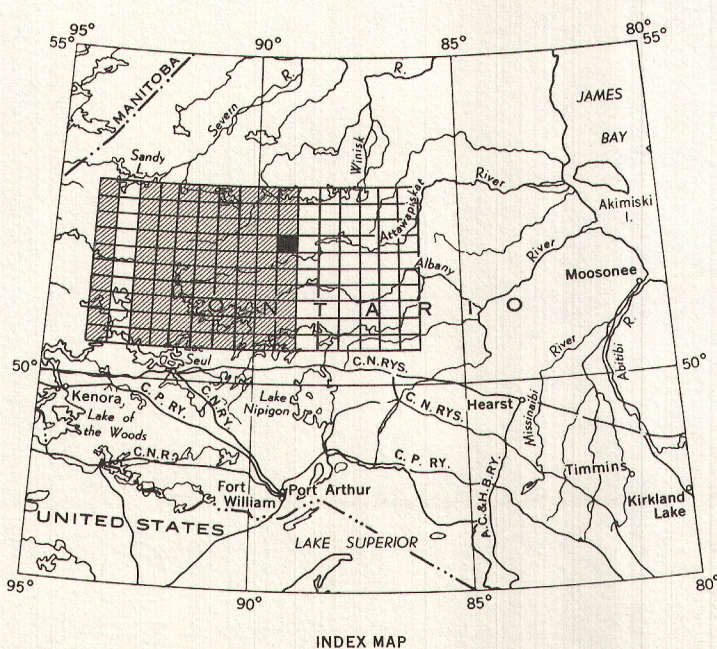 95°
90°
85°
80°
55°
55°
MANITOBA
Severn
R.
R.
Winisk
JAMES
BAY
Sandy
River
Attawapiskat
Akimiski
I.
River
Albany
Moosonee
ONTARIO
Lac
Seul
50°
C.N.RYS.
River
Abitibi
R.
50°
Kenora
C. P. RY.
C.N.RY.
Lake
Nipigon
C. N. RYS.
Hearst
Missinaibi
Lake of
the Woods
C.N.R.
C. P RY.
Timmins
Fort
William
Port Arthur
A.C.&H.B.RY.
Kirkland
Lake
UNITED STATES
LAKE SUPERIOR
95°
90°
85°
80°
INDEX MAP